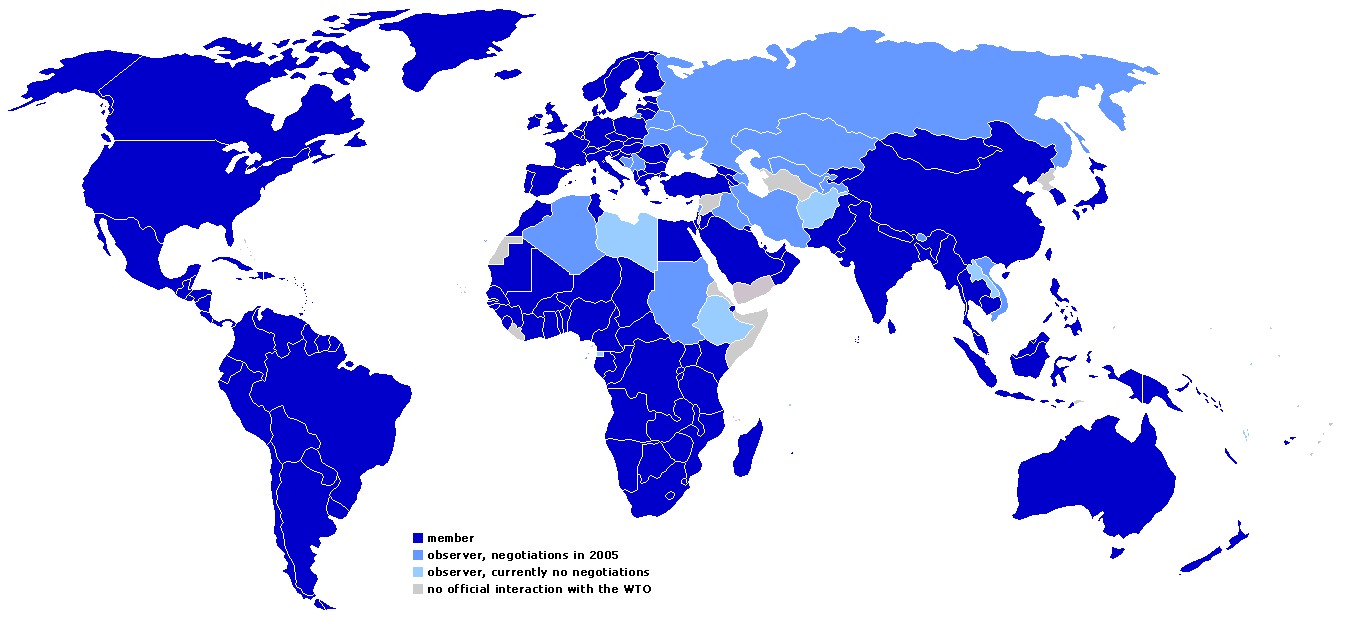 member
observer, negotiations in 2005
observer, currently no negotiations
no official interaction with the WTO